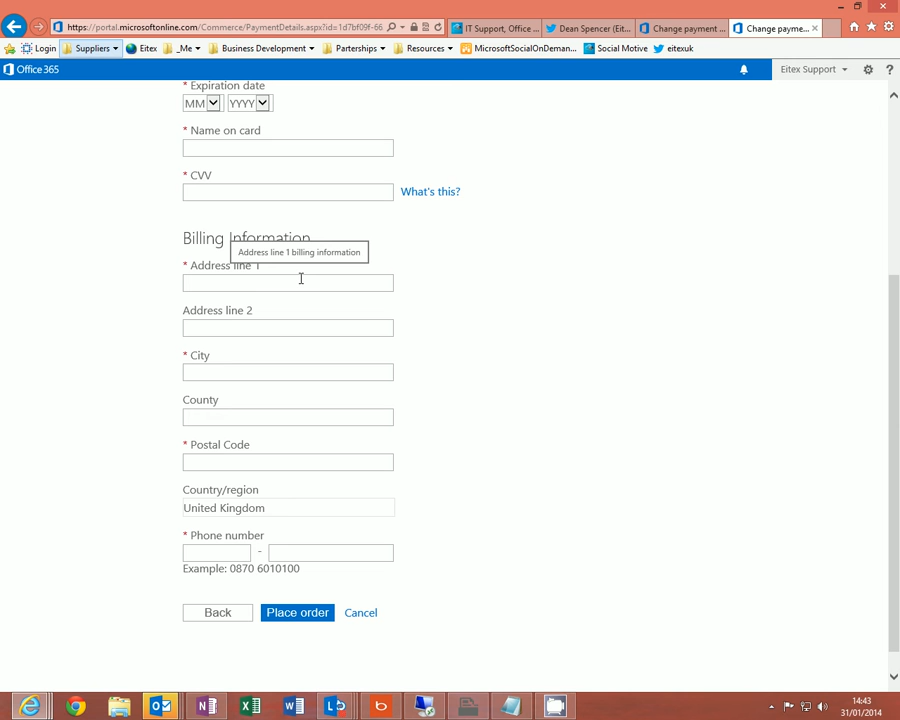 https://portal.microsoftonline.com/Commerce/PaymentDetails.aspx?id=1d7bf09f-66
IT Support, Office ...
Dean Spencer (Eit...
Change payment ...
Change payme...
Login
Suppliers
Eitex
_Me
Business Development
Parterships
Resources
MicrosoftSocialOnDeman...
Social Motive
eitexuk
Office 365
Eitex Support
?
* Expiration date
MM YYYY
* Name on card
* CVV
What's this?
Billing Information
Address line 1 billing information
* Address line 1
Address line 2
* City
County
* Postal Code
Country/region
United Kingdom
* Phone number
-
Example: 0870 6010100
Back Place order Cancel
14:43
31/01/2014